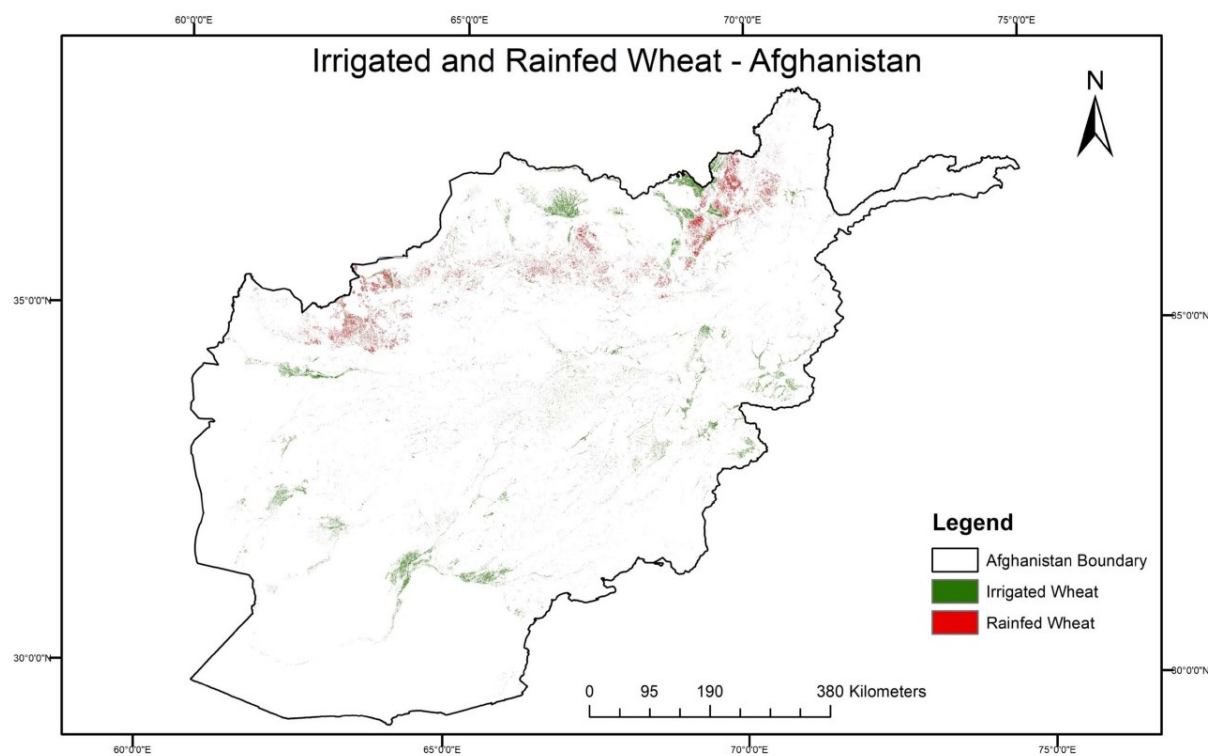 60°0'0"E 65°0'0"E 70°0'0"E 75°0'0"E
Irrigated and Rainfed Wheat - Afghanistan
N
35°0'0"N
35°0'0"N
Legend
Afghanistan Boundary
Irrigated Wheat
Rainfed Wheat
30°0'0"N
30°0'0"N
0 95 190 380 Kilometers
60°0'0"E 65°0'0"E 70°0'0"E 75°0'0"E